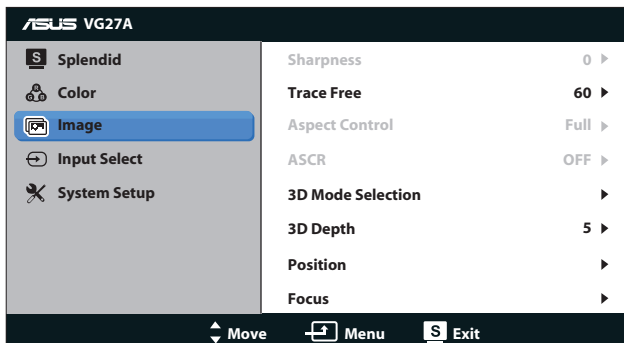 ASUS VG27A
S Splendid
Color
Image
Input Select
System Setup
Sharpness 0
Trace Free 60
Aspect Control Full
ASCR OFF
3D Mode Selection
3D Depth 5
Position
Focus
Move Menu S Exit